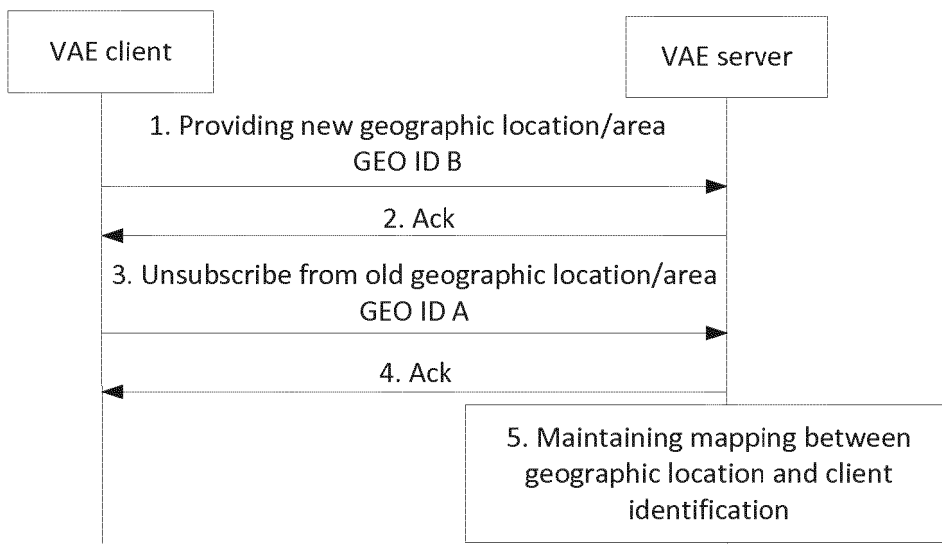 VAE client
VAE server
1. Providing new geographic location/area
GEO ID B
2. Ack
3. Unsubscribe from old geographic location/area
GEO ID A
4. Ack
5. Maintaining mapping between
geographic location and client
identification